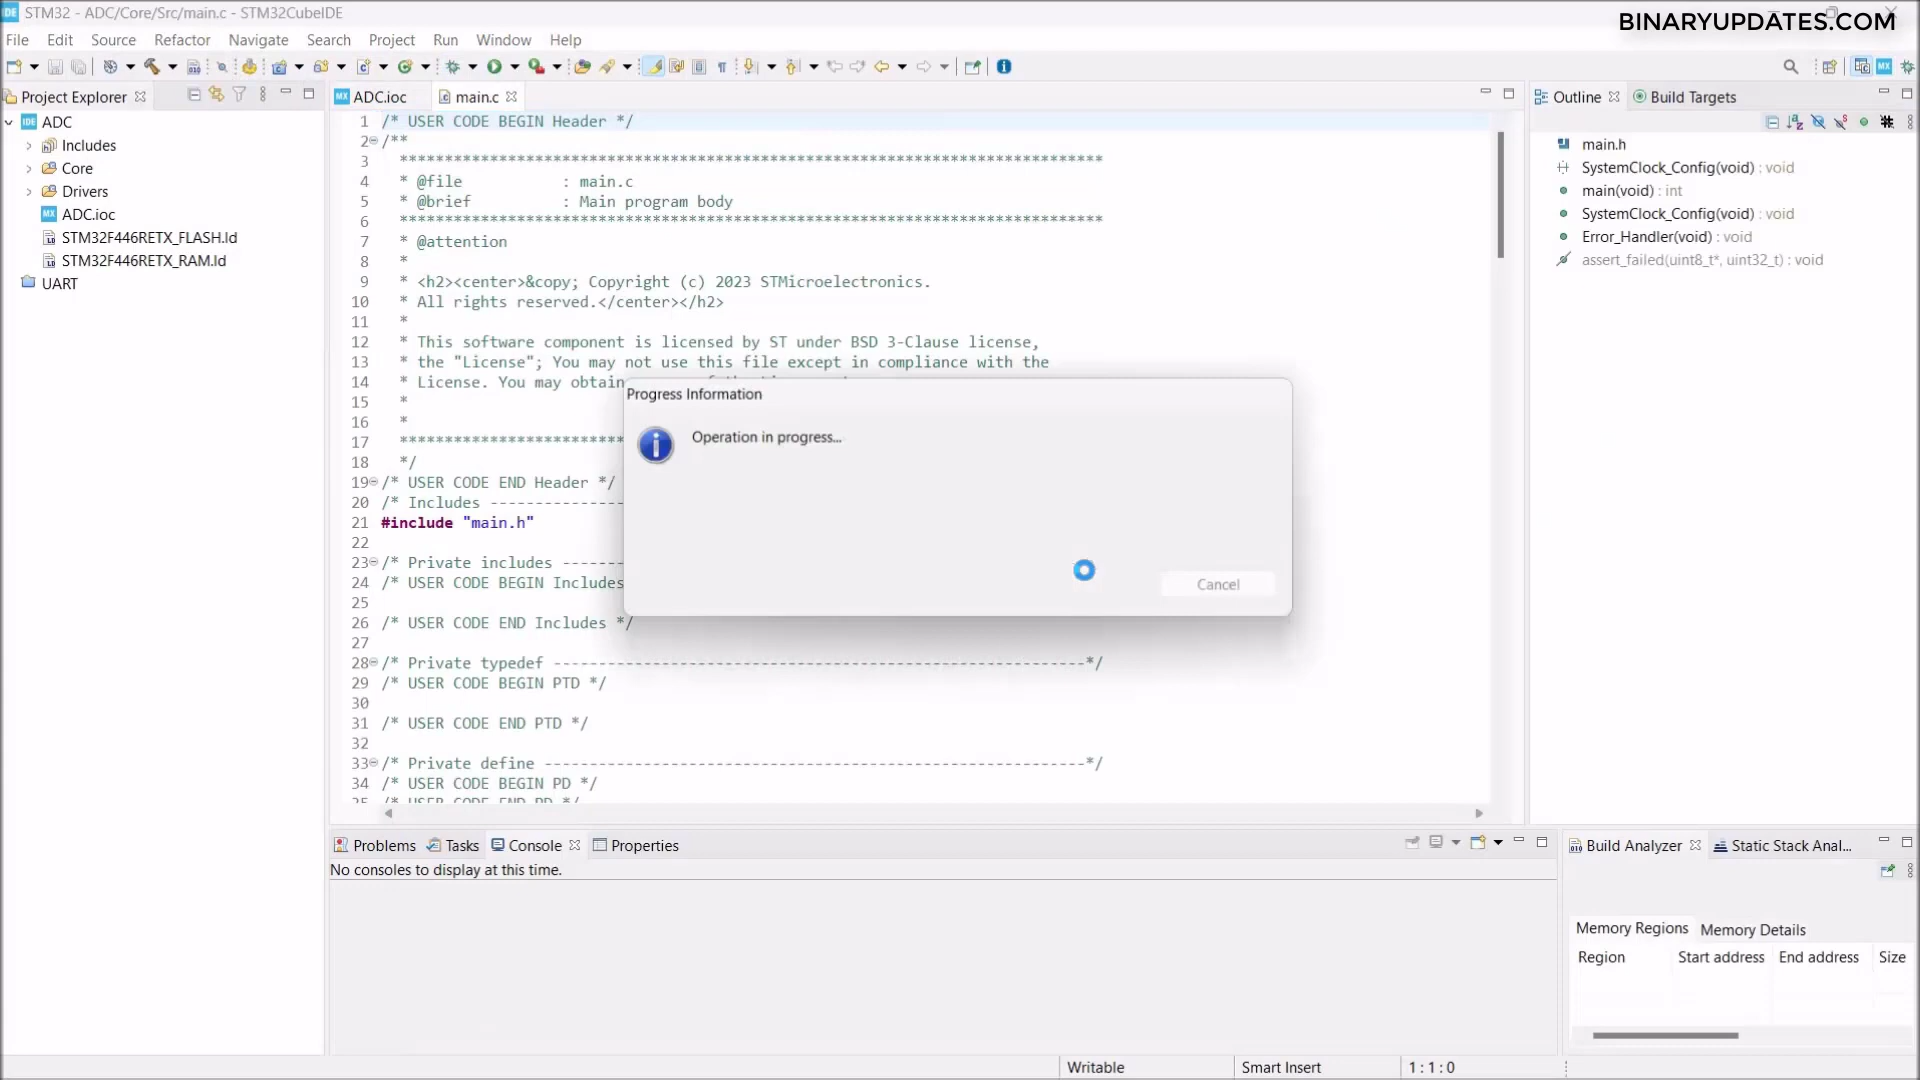 STM32 - ADC/Core/Src/main.c - STM32CubeIDE
BINARYUPDATES.COM
File Edit Source Refactor Navigate Search Project Run Window Help
Project Explorer
ADC
Includes
Core
Drivers
ADC.ioc
STM32F446RETX_FLASH.ld
STM32F446RETX_RAM.ld
UART
ADC.ioc main.c
1 /* USER CODE BEGIN Header */
2 /**
3 ******************************************************************************
4 * @file : main.c
5 * @brief : Main program body
6 ******************************************************************************
7 * @attention
8 *
9 * <h2><center>&copy; Copyright (c) 2023 STMicroelectronics.
10 * All rights reserved.</center></h2>
11 *
12 * This software component is licensed by ST under BSD 3-Clause license,
13 * the "License"; You may not use this file except in compliance with the
14 * License. You may obtain
15 *
16 *
17 ************************
18 */
19 /* USER CODE END Header */
20 /* Includes ---------------
21 #include "main.h"
22
23 /* Private includes -------
24 /* USER CODE BEGIN Includes
25
26 /* USER CODE END Includes */
27
28 /* Private typedef -----------------------------------------------------------*/
29 /* USER CODE BEGIN PTD */
30
31 /* USER CODE END PTD */
32
33 /* Private define ------------------------------------------------------------*/
34 /* USER CODE BEGIN PD */
35 /* USER CODE END PD */
Progress Information
Operation in progress...
Cancel
Outline Build Targets
main.h
SystemClock_Config(void) : void
main(void) : int
SystemClock_Config(void) : void
Error_Handler(void) : void
assert_failed(uint8_t*, uint32_t) : void
Problems Tasks Console Properties
No consoles to display at this time.
Build Analyzer Static Stack Anal...
Memory Regions Memory Details
Region Start address End address Size
Writable Smart Insert 1 : 1 : 0